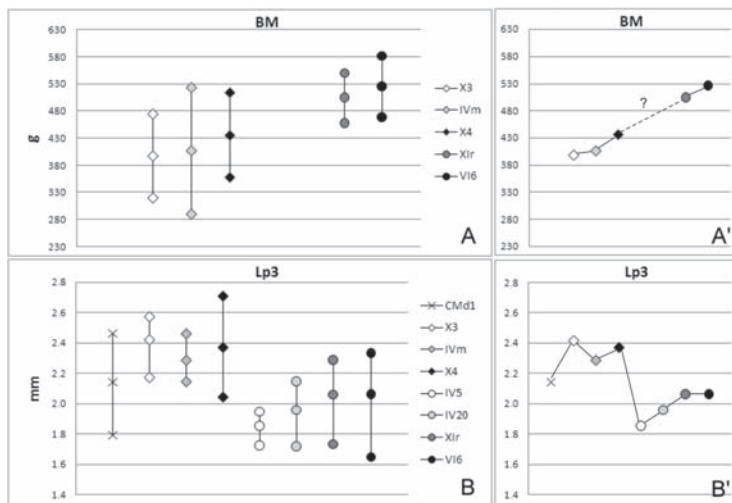 BM
g
630
580
530
480
430
380
330
280
230
X3
IVm
X4
XIr
VI6
A
BM
630
580
530
480
430
380
330
280
230
?
A'
Lp3
mm
2.8
2.6
2.4
2.2
2.0
1.8
1.6
1.4
CMd1
X3
IVm
X4
IV5
IV20
XIr
VI6
B
Lp3
2.8
2.6
2.4
2.2
2.0
1.8
1.6
1.4
B'